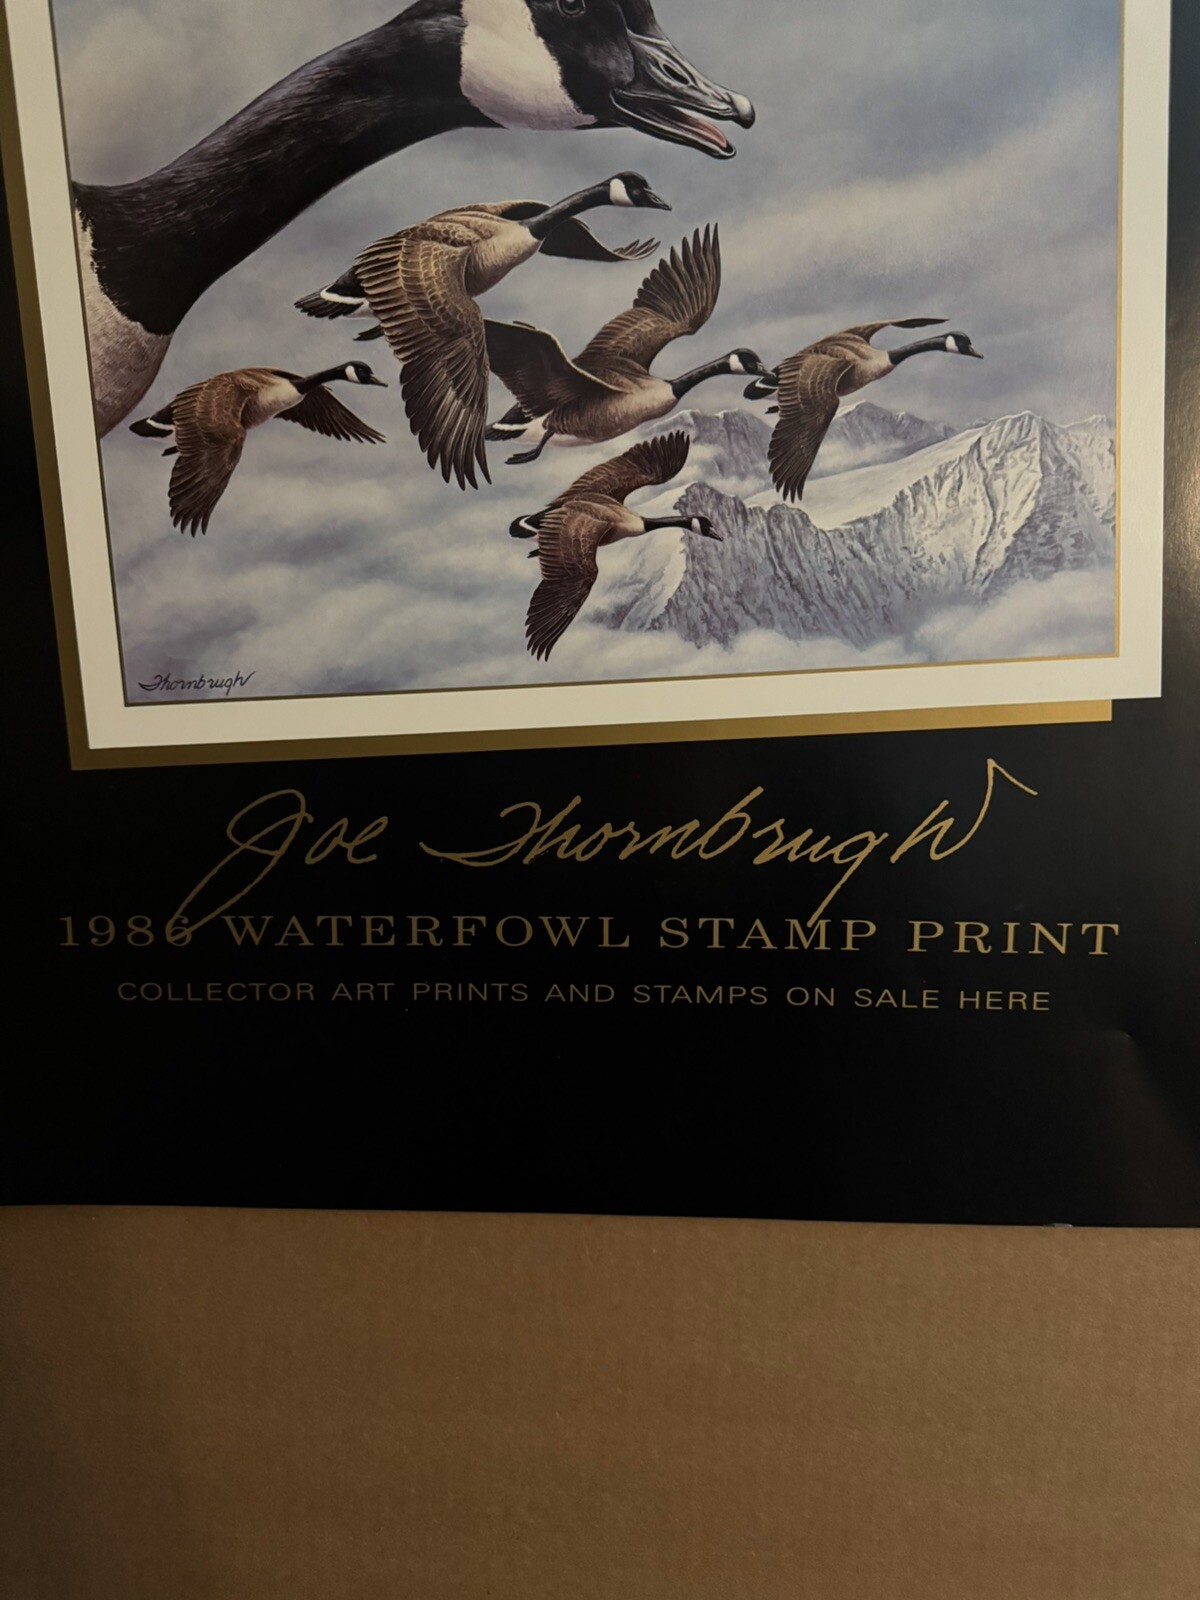 Thornbrugh
Joe Thornbrugh
1986 WATERFOWL STAMP PRINT
COLLECTOR ART PRINTS AND STAMPS ON SALE HERE